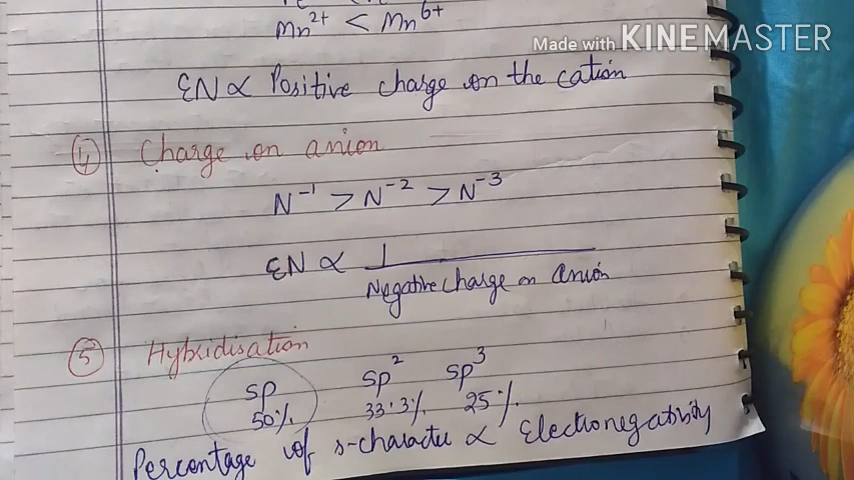 Mn²⁺ < Mn⁶⁺
Made with KINEMASTER
EN ∝ Positive charge on the cation
④ Charge on anion
N⁻¹ > N⁻² > N⁻³
EN ∝ 1
Negative charge on anion
⑤ Hybridisation
sp sp² sp³
50% 33.3% 25%
Percentage of s-character ∝ Electronegativity